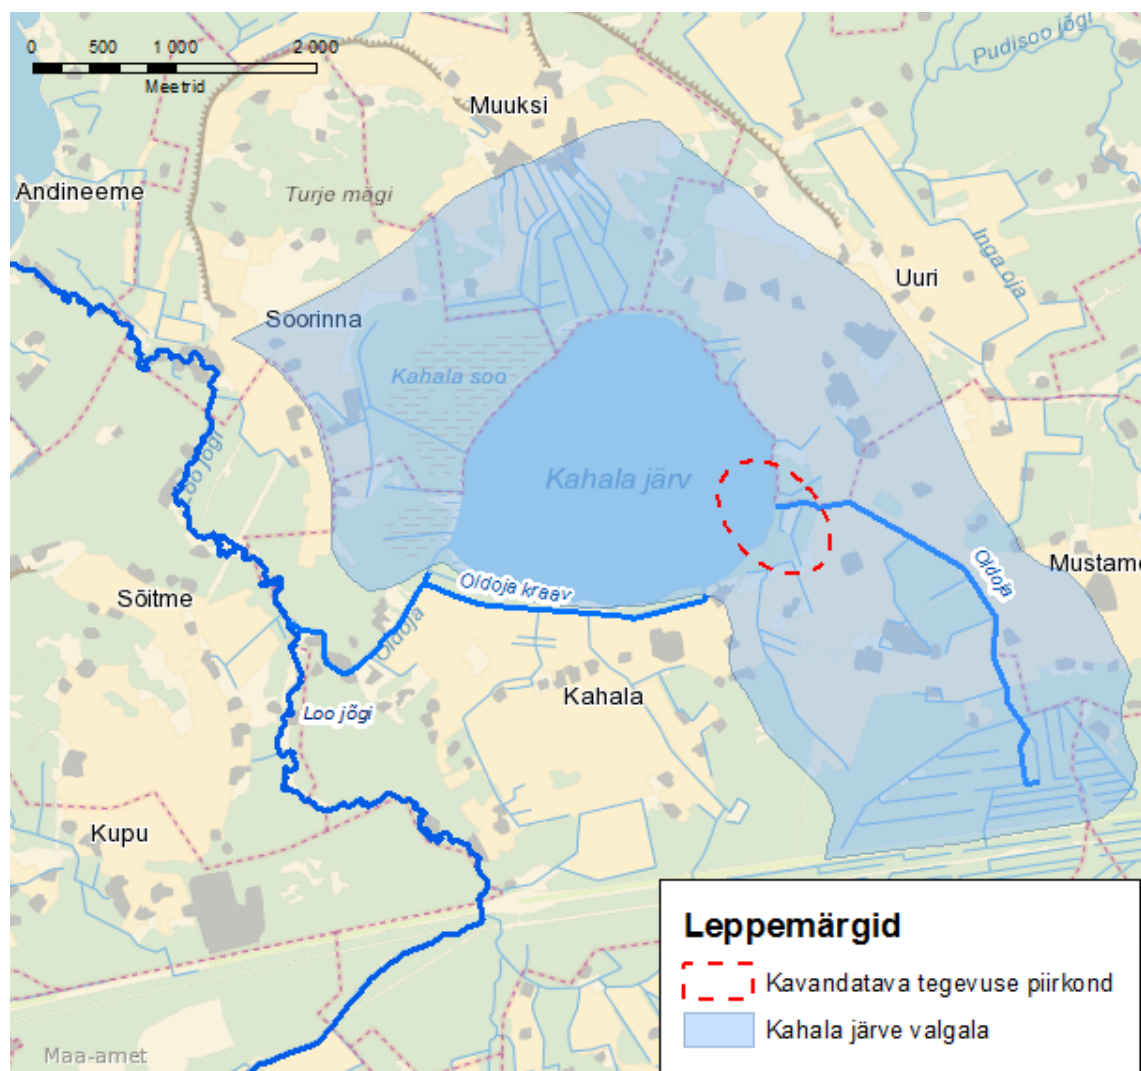 0 500 1 000 2 000
Meetrid
Pudisoo jõgi
Muuksi
Andineeme
Turje mägi
Inga oja
Uuri
Soorinna
Kahala soo
Kahala järv
Loo jõgi
Oldoja
Mustame
Oldoja kraav
Sõitme
Oldoja
Kahala
Loo jõgi
Kupu
Leppemärgid
Kavandatava tegevuse piirkond
Kahala järve valgala
Maa-amet